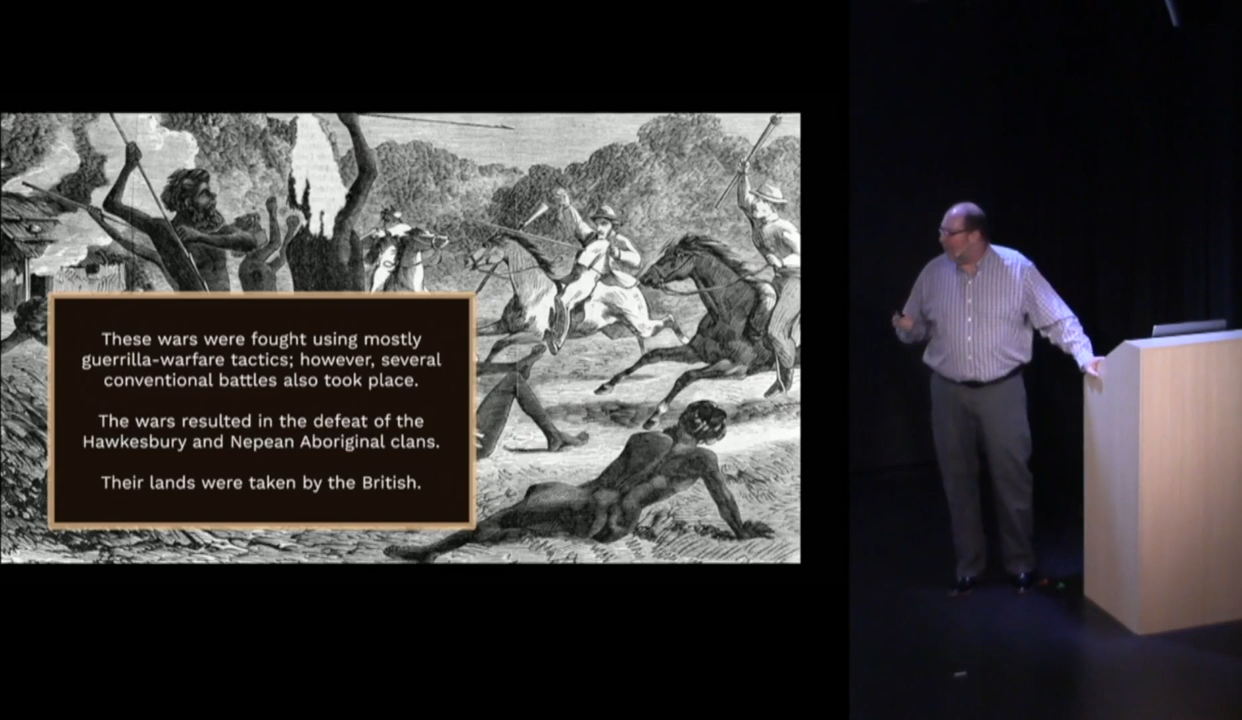 These wars were fought using mostly
guerrilla-warfare tactics; however, several
conventional battles also took place.
The wars resulted in the defeat of the
Hawkesbury and Nepean Aboriginal clans.
Their lands were taken by the British.